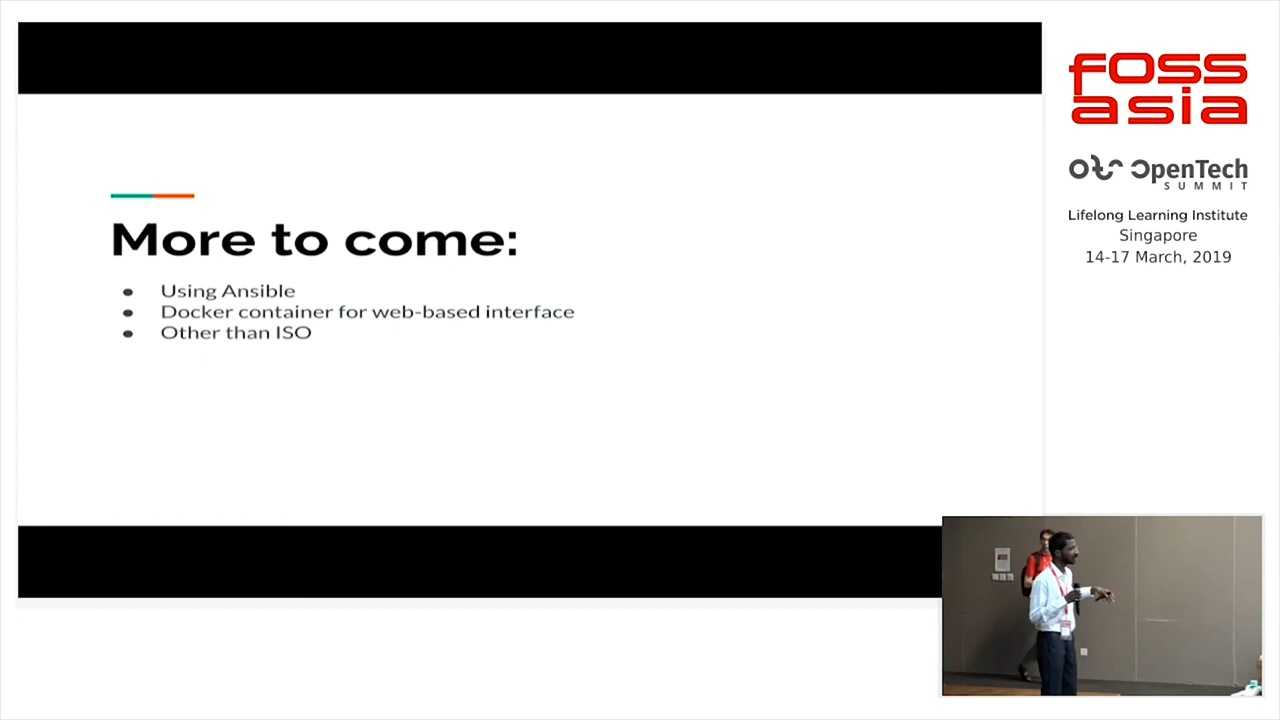 More to come:
Using Ansible
Docker container for web-based interface
Other than ISO
fOSS
asia
OpenTech
SUMMIT
Lifelong Learning Institute
Singapore
14-17 March, 2019